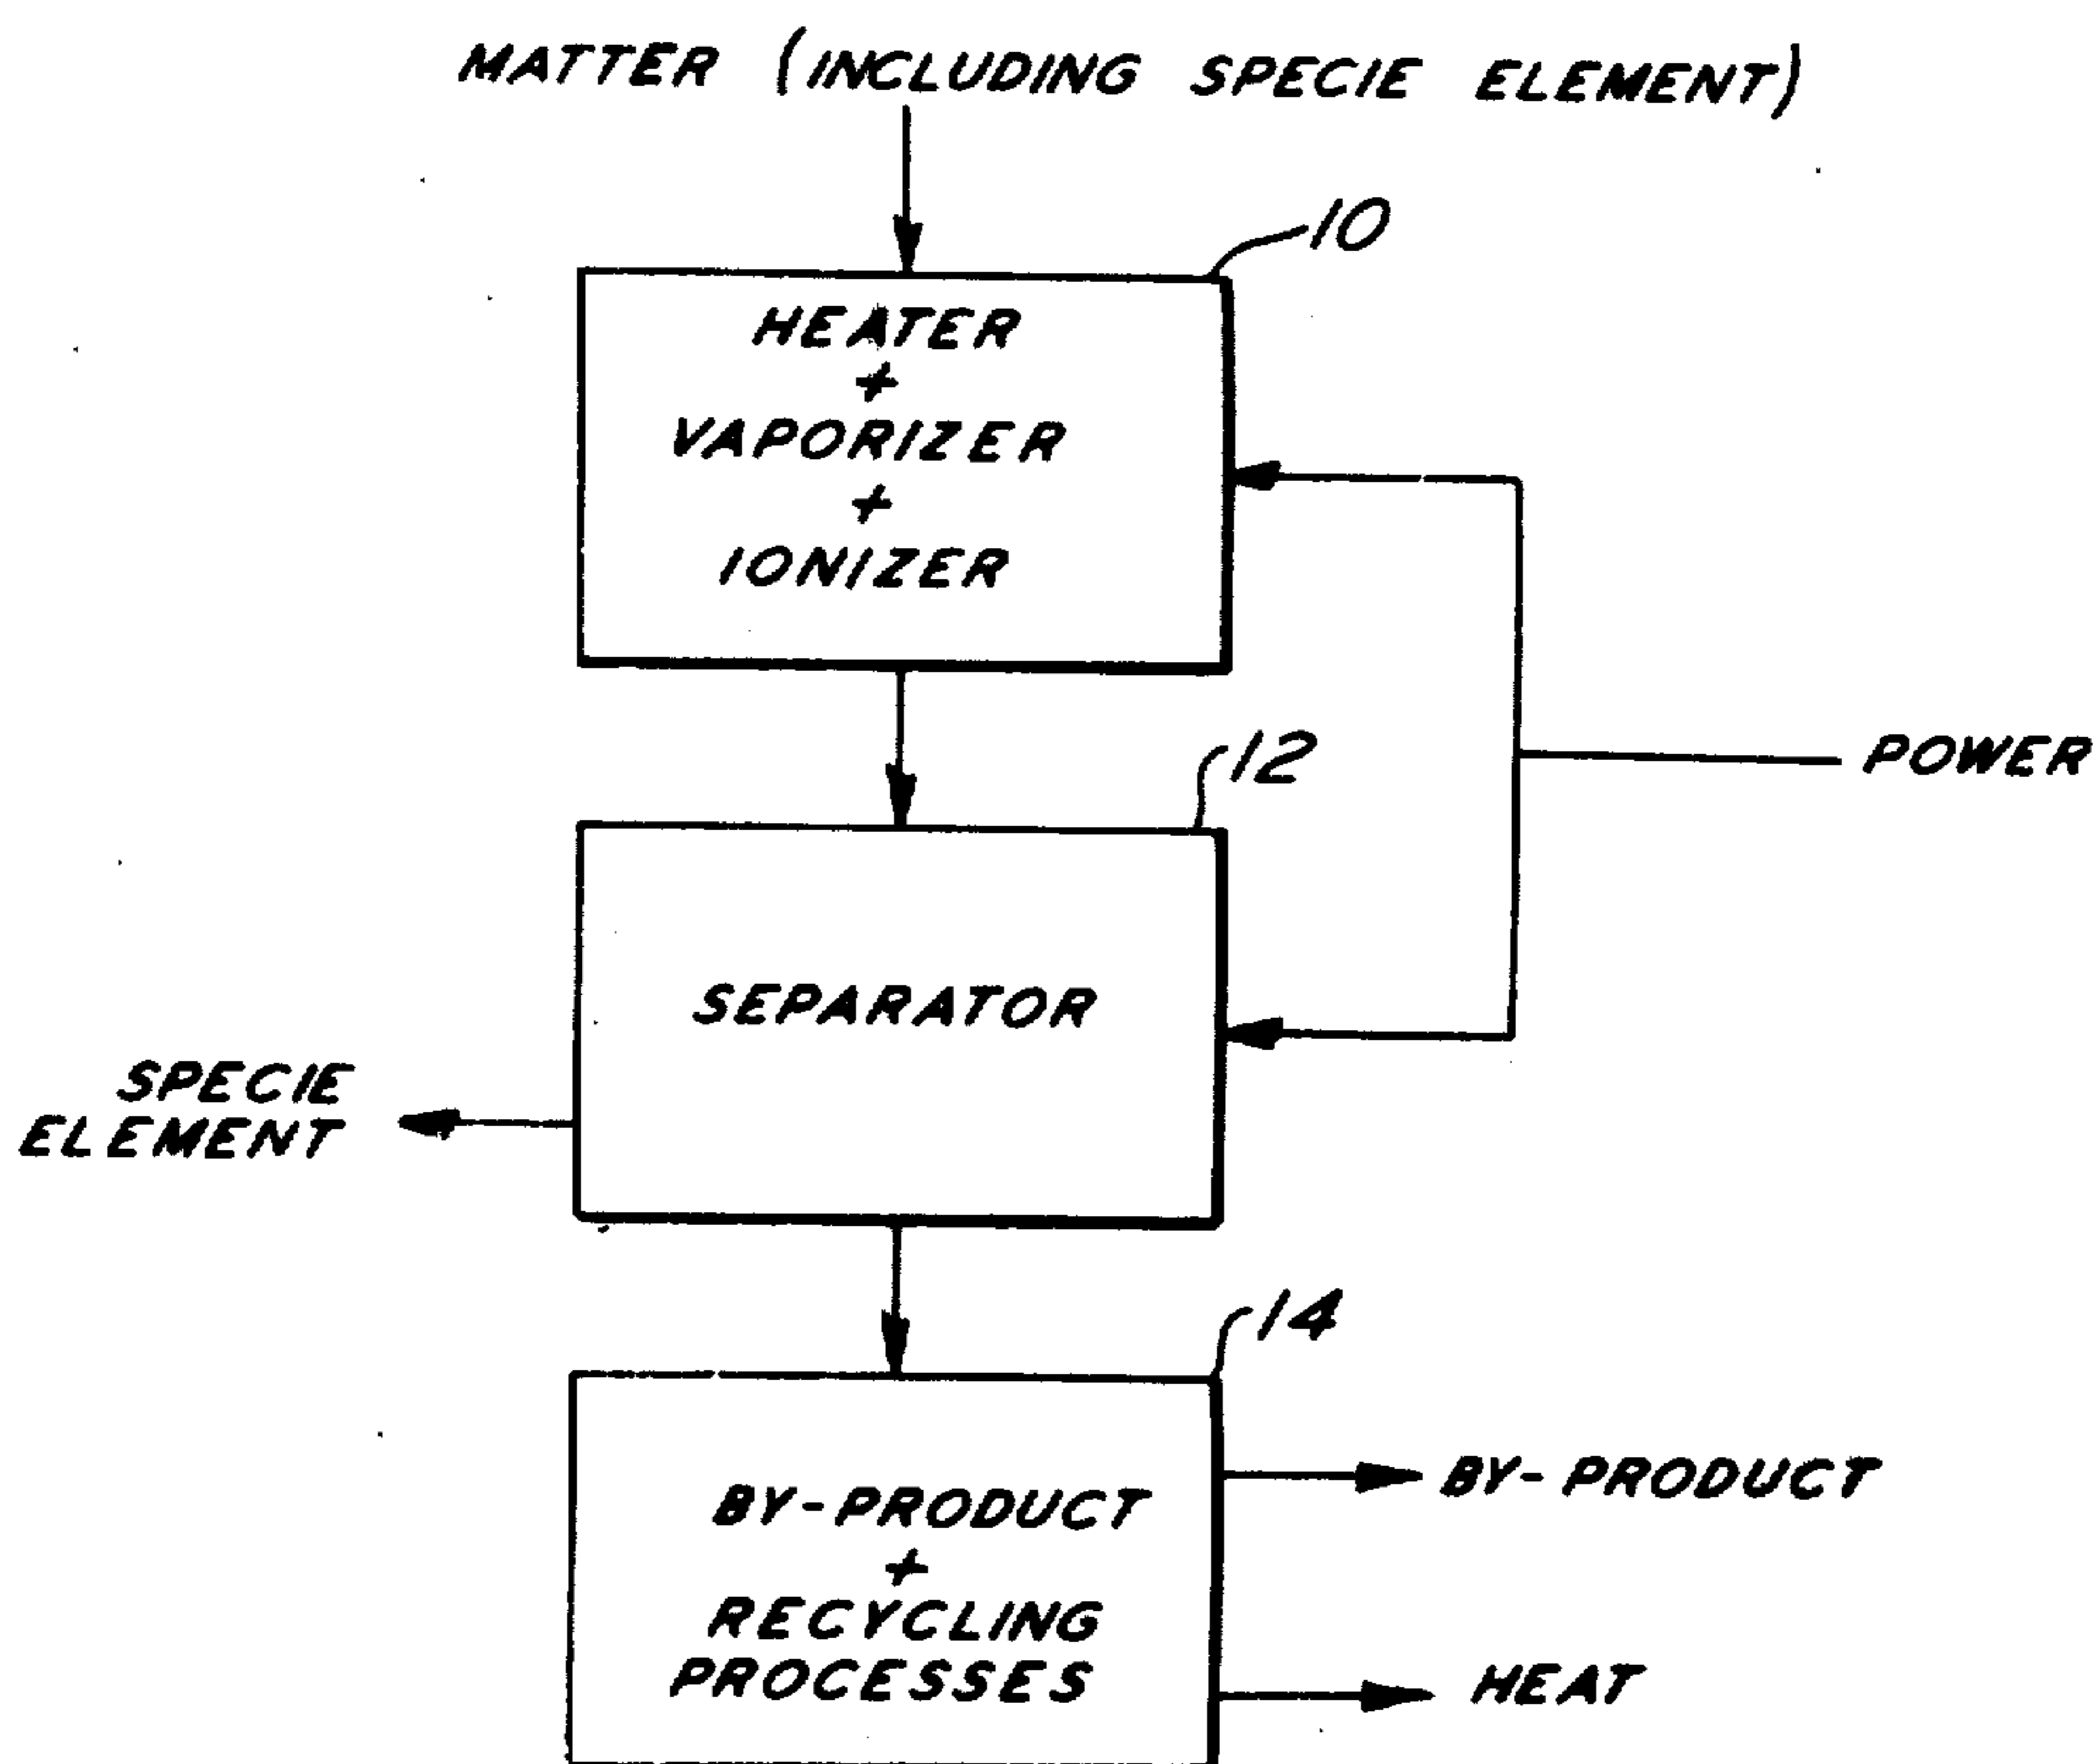 MATTER (INCLUDING SPECIE ELEMENT)
10
HEATER
+
VAPORIZER
+
IONIZER
12
POWER
SEPARATOR
SPECIE
ELEMENT
14
BY-PRODUCT
+
RECYCLING
PROCESSES
BY-PRODUCT
HEAT